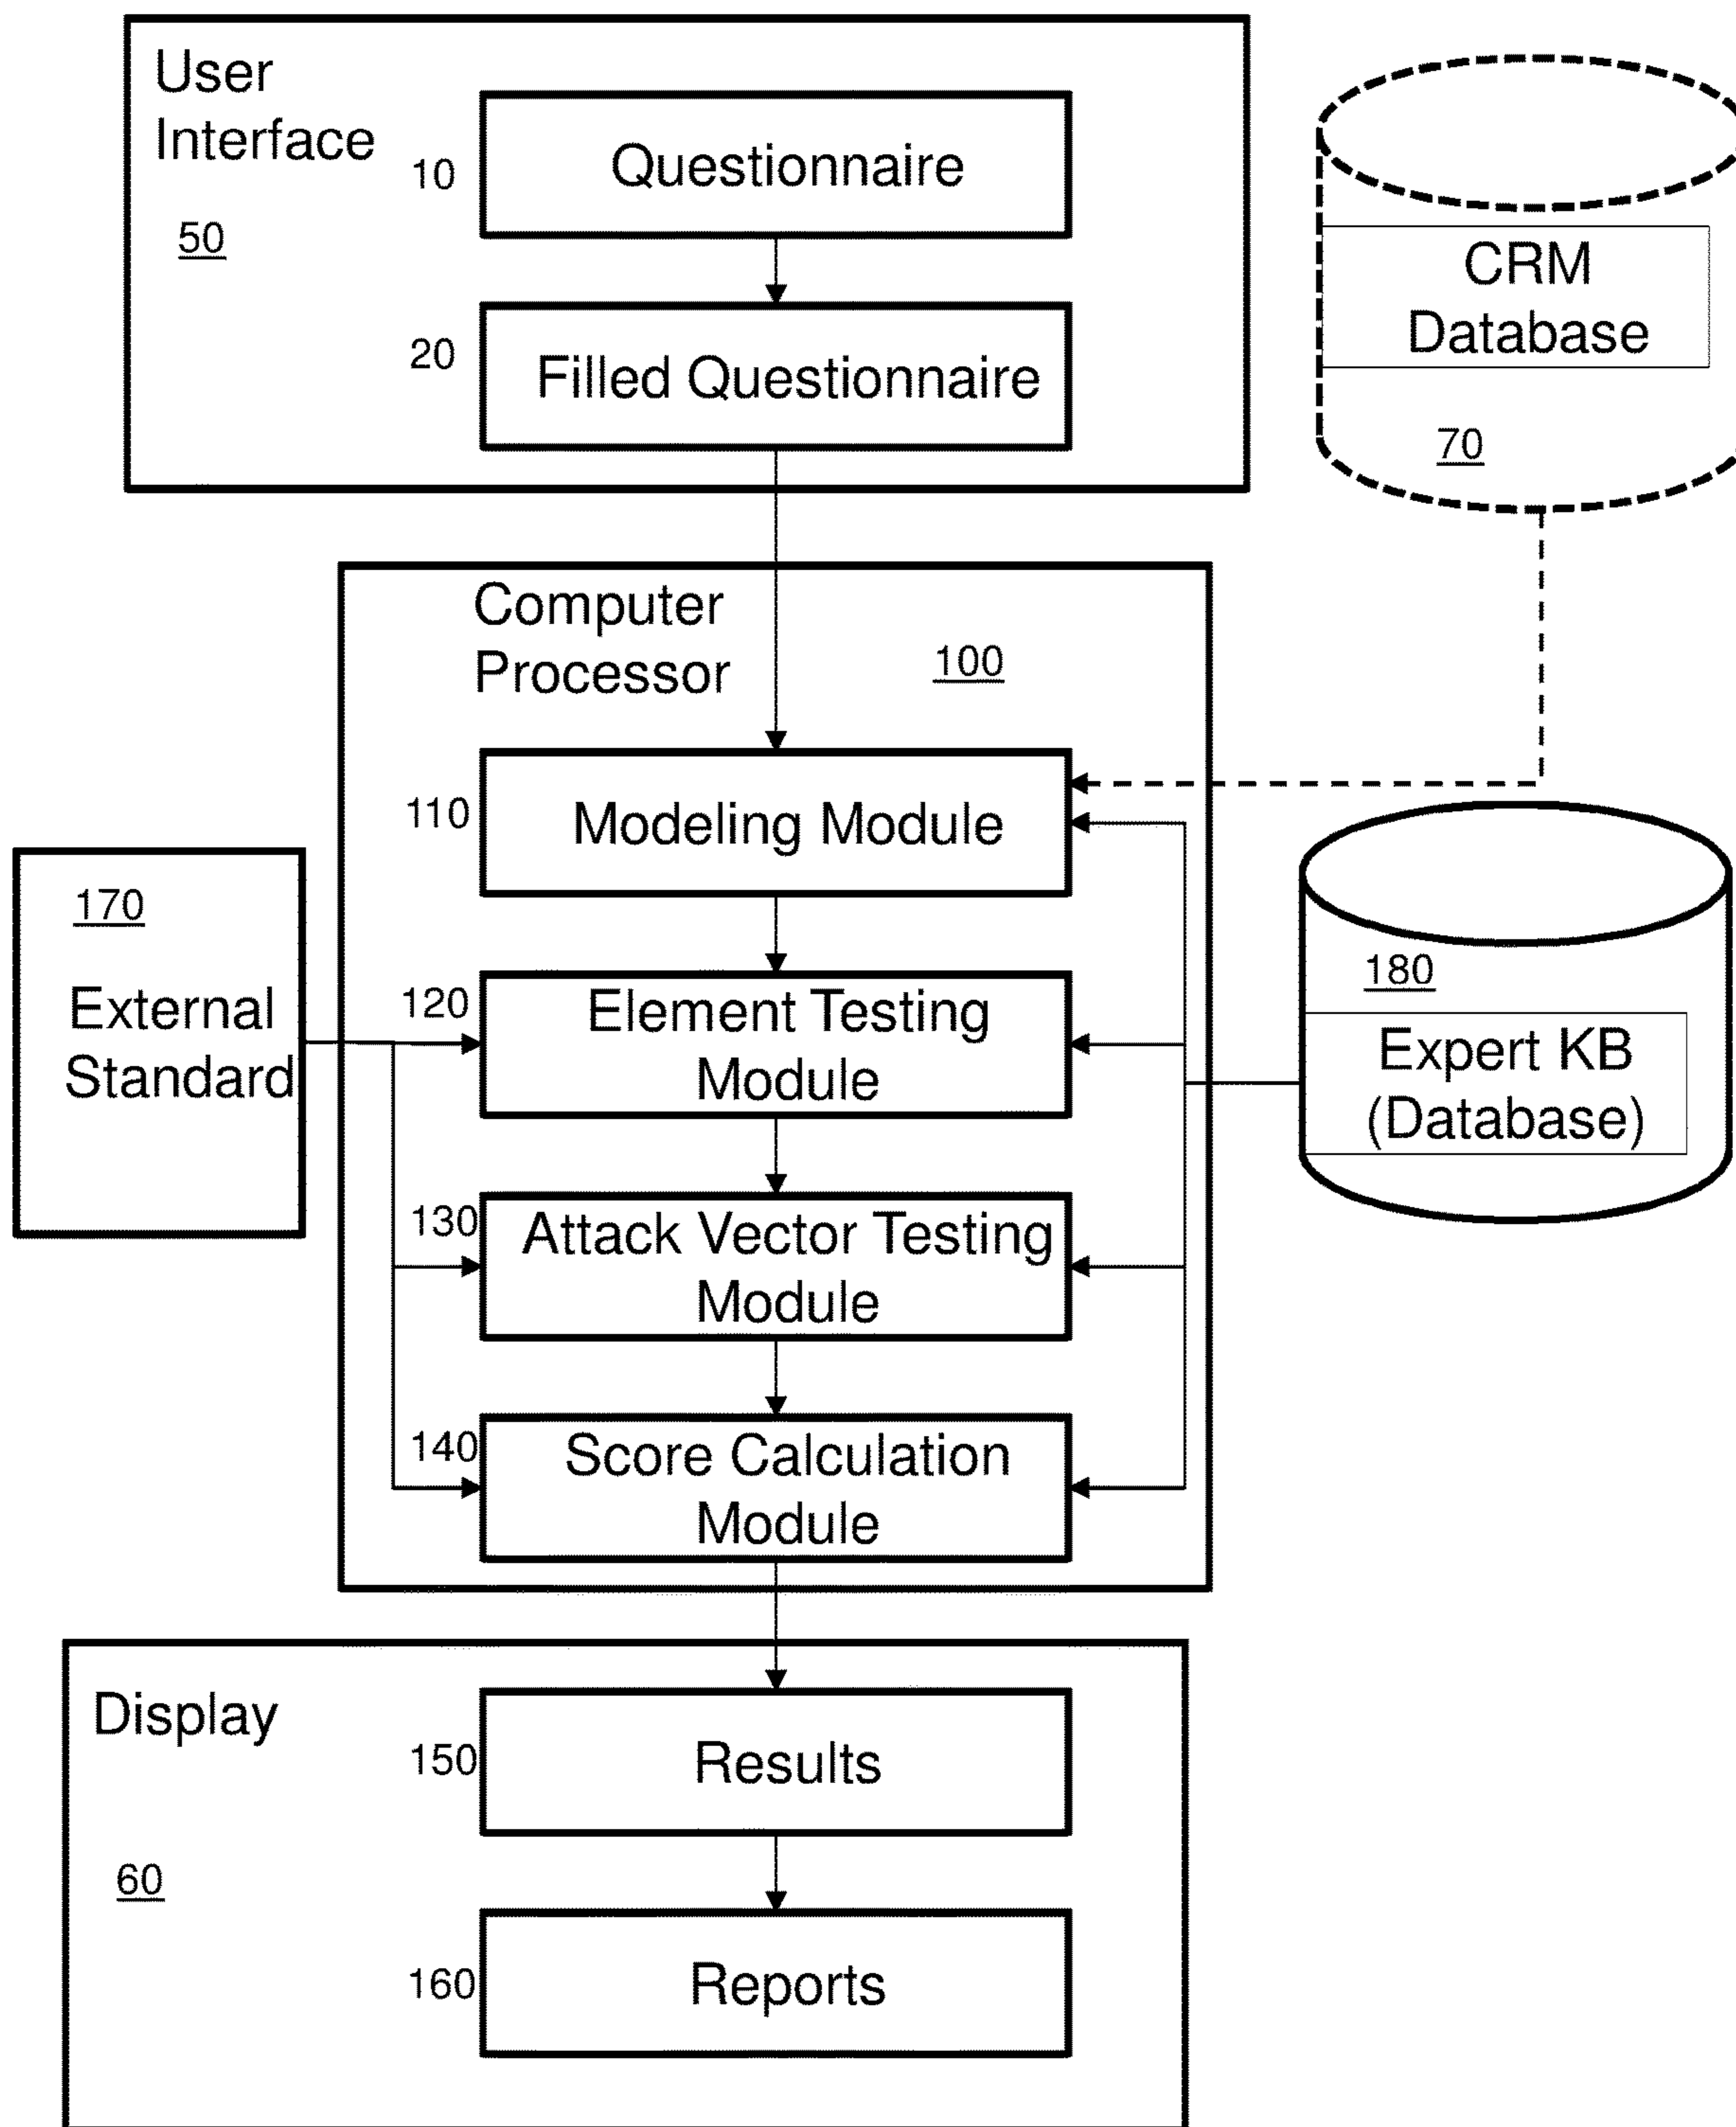 User
Interface
50
10
Questionnaire
20
Filled Questionnaire
CRM
Database
70
Computer
Processor
100
110
Modeling Module
170
External
Standard
120
Element Testing
Module
180
Expert KB
(Database)
130
Attack Vector Testing
Module
140
Score Calculation
Module
Display
60
150
Results
160
Reports